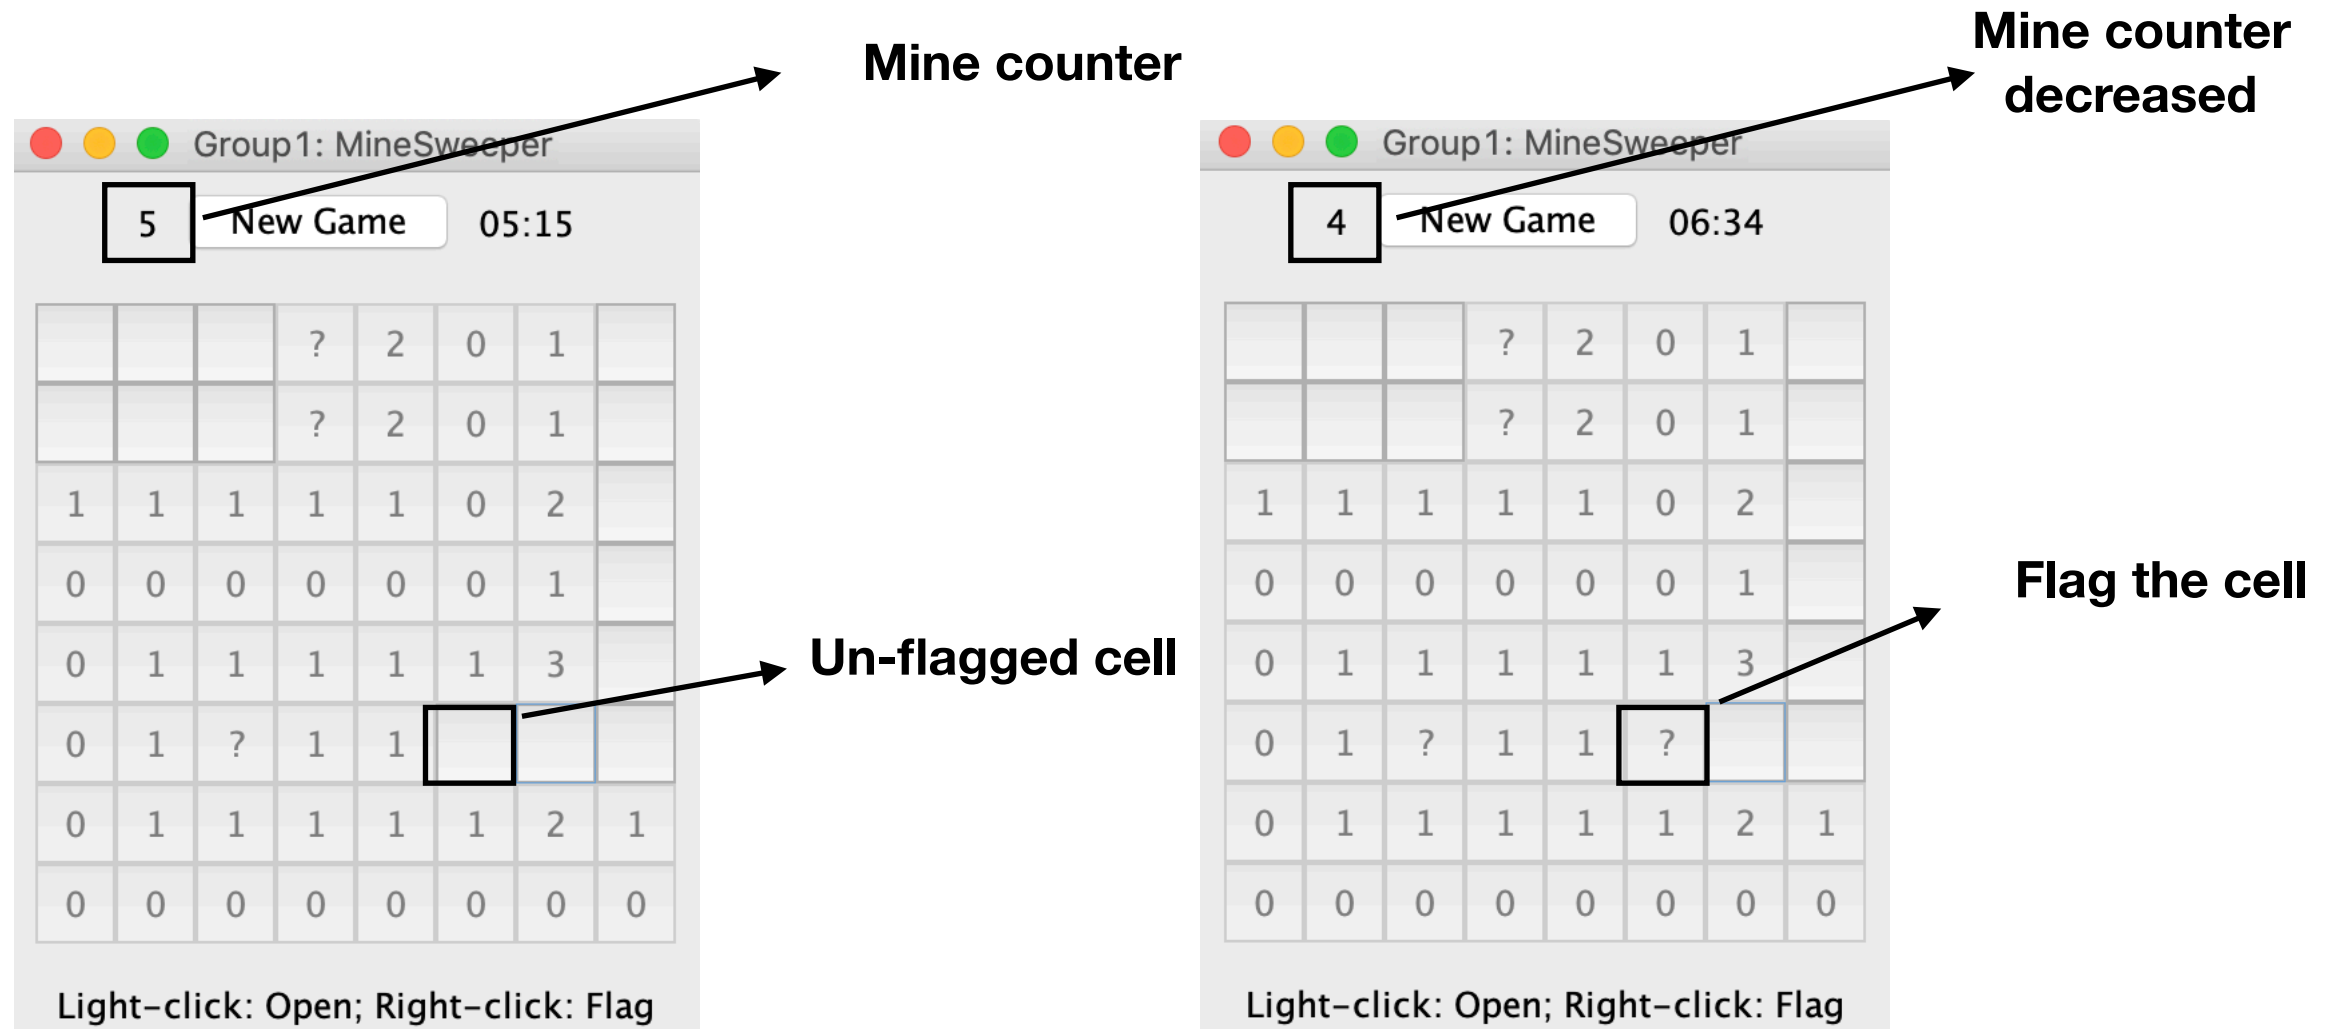 Mine counter
Group1: MineSweeper
5 New Game 05:15
? 2 0 1
? 2 0 1
1 1 1 1 1 0 2
0 0 0 0 0 0 1
0 1 1 1 1 1 3
Un-flagged cell
0 1 ? 1 1
0 1 1 1 1 1 2 1
0 0 0 0 0 0 0 0
Light-click: Open; Right-click: Flag
Mine counter
decreased
Group1: MineSweeper
4 New Game 06:34
? 2 0 1
? 2 0 1
1 1 1 1 1 0 2
0 0 0 0 0 0 1
Flag the cell
0 1 1 1 1 1 3
0 1 ? 1 1 ?
0 1 1 1 1 1 2 1
0 0 0 0 0 0 0 0
Light-click: Open; Right-click: Flag